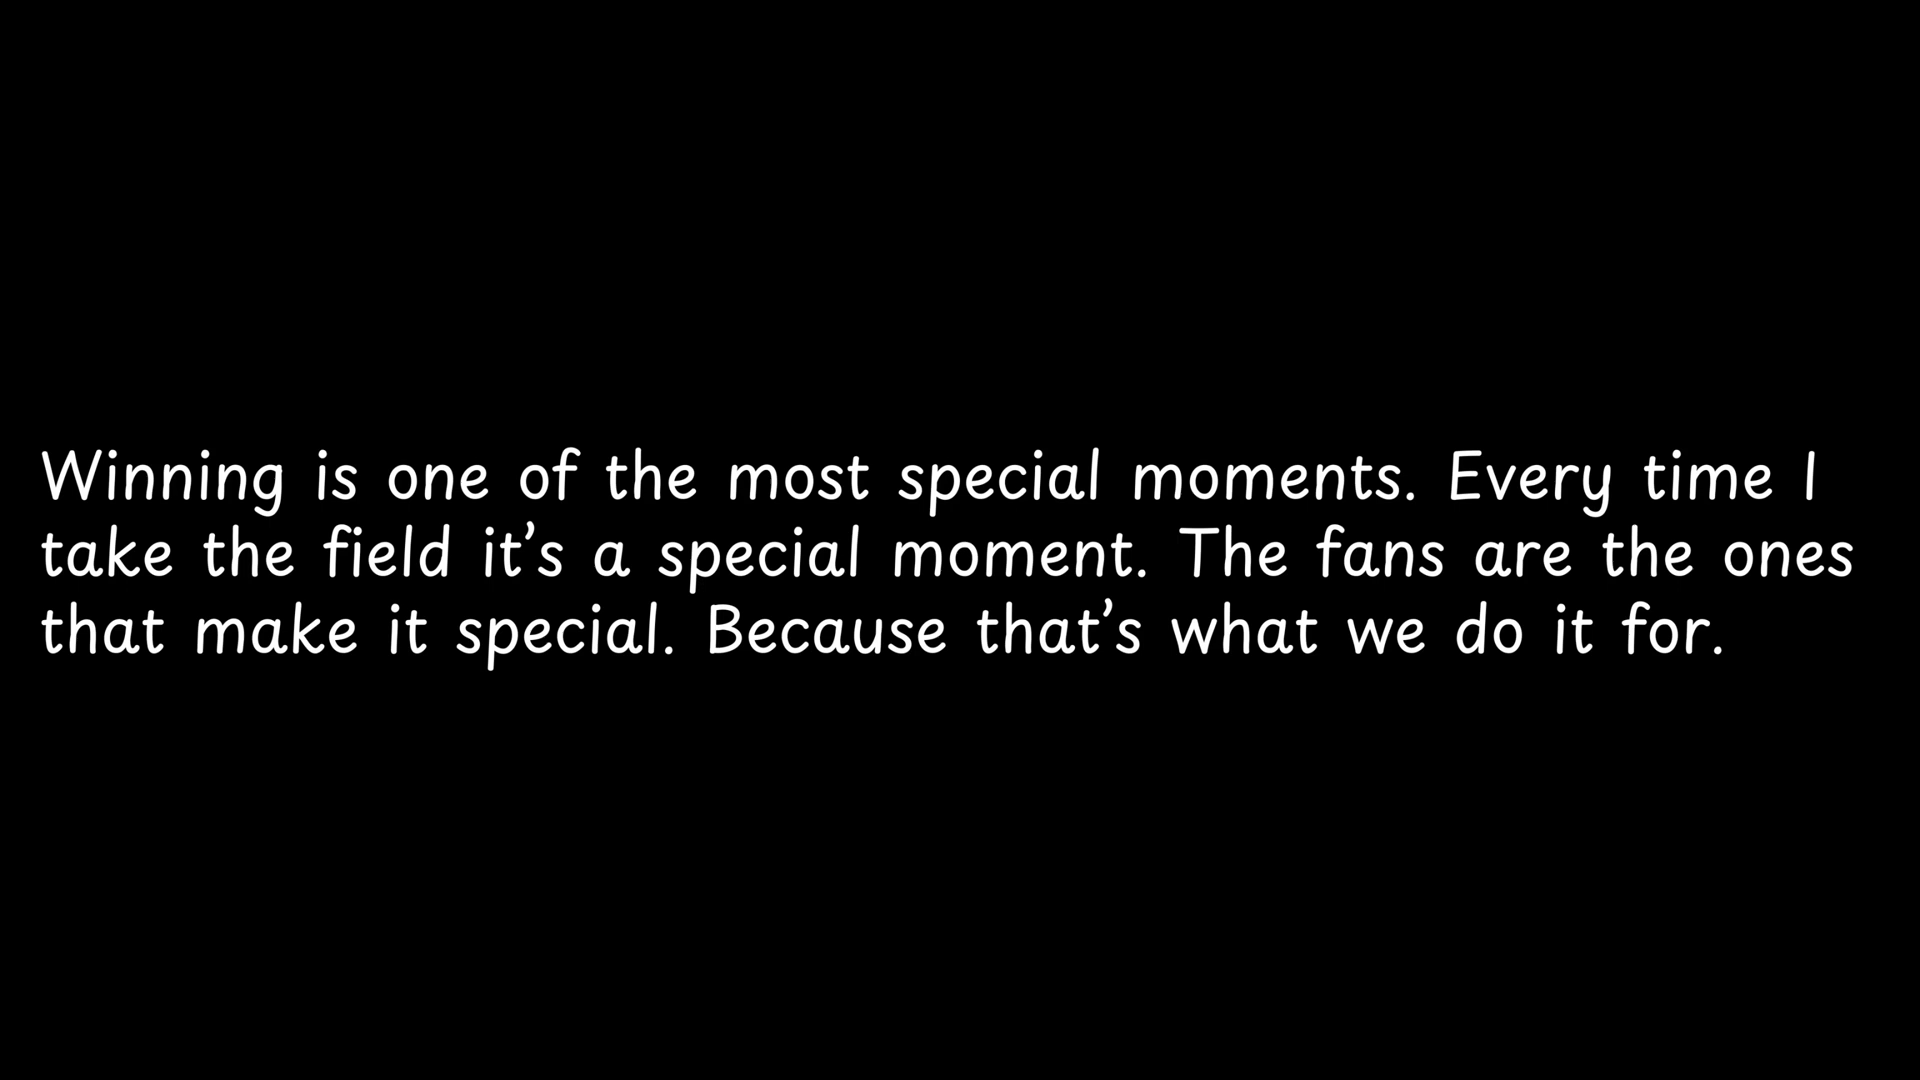 Winning is one of the most special moments. Every time I
take the field it’s a special moment. The fans are the ones
that make it special. Because that’s what we do it for.